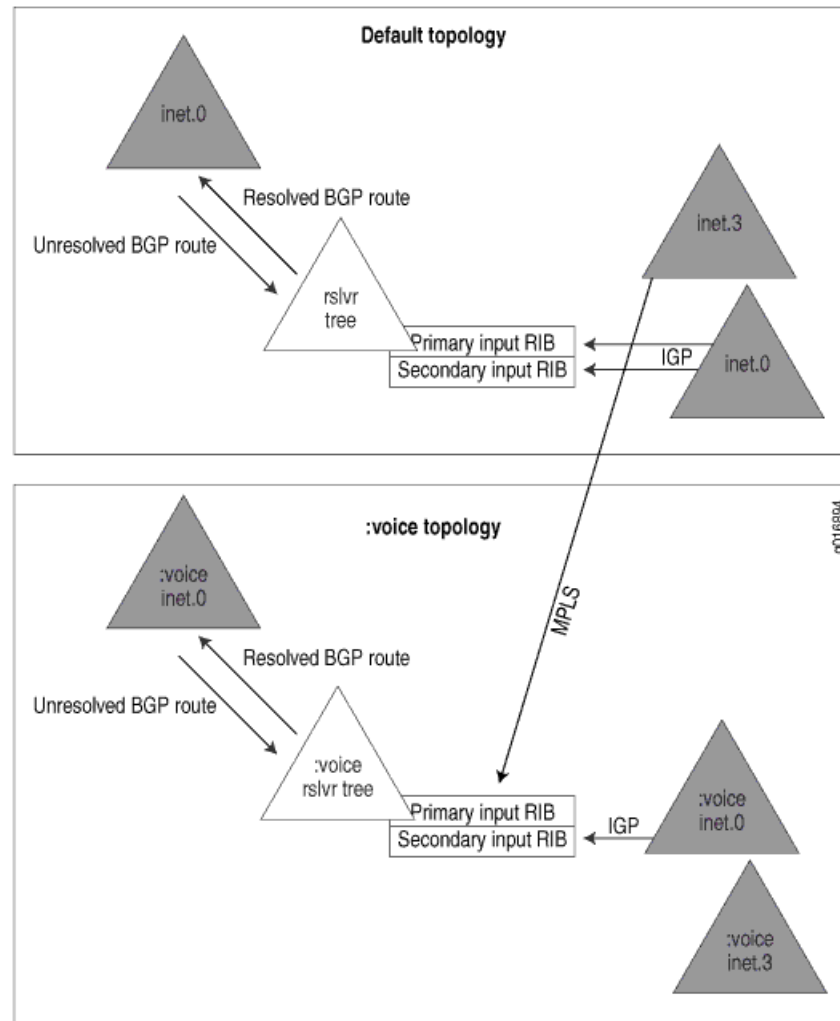 Default topology
inet.0
Resolved BGP route
Unresolved BGP route
rslvr
tree
Primary input RIB
Secondary input RIB
IGP
inet.3
inet.0
g016894
:voice topology
:voice
inet.0
MPLS
Resolved BGP route
Unresolved BGP route
:voice
rslvr tree
Primary input RIB
Secondary input RIB
IGP
:voice
inet.0
:voice
inet.3